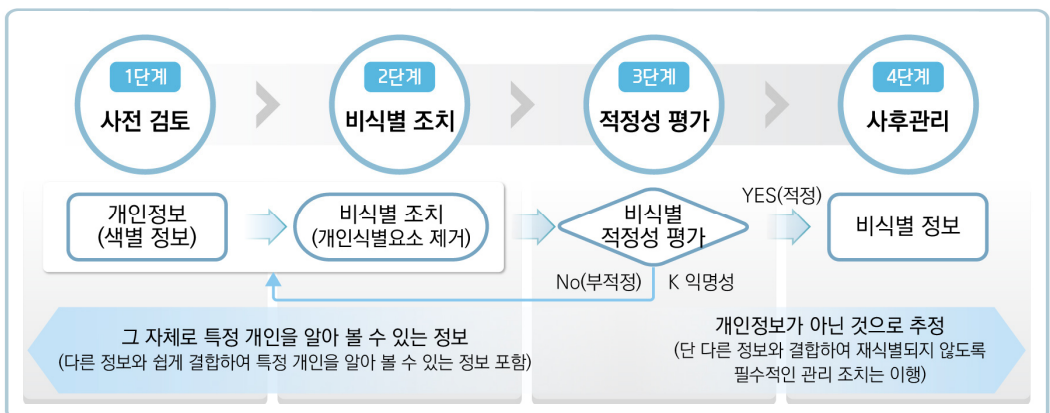 1단계
사전 검토
2단계
비식별 조치
3단계
적정성 평가
4단계
사후관리
개인정보
(색별 정보)
비식별 조치
(개인식별요소 제거)
비식별
적정성 평가
YES(적정)
비식별 정보
No(부적정)
K 익명성
그 자체로 특정 개인을 알아 볼 수 있는 정보
(다른 정보와 쉽게 결합하여 특정 개인을 알아 볼 수 있는 정보 포함)
개인정보가 아닌 것으로 추정
(단 다른 정보와 결합하여 재식별되지 않도록
필수적인 관리 조치는 이행)